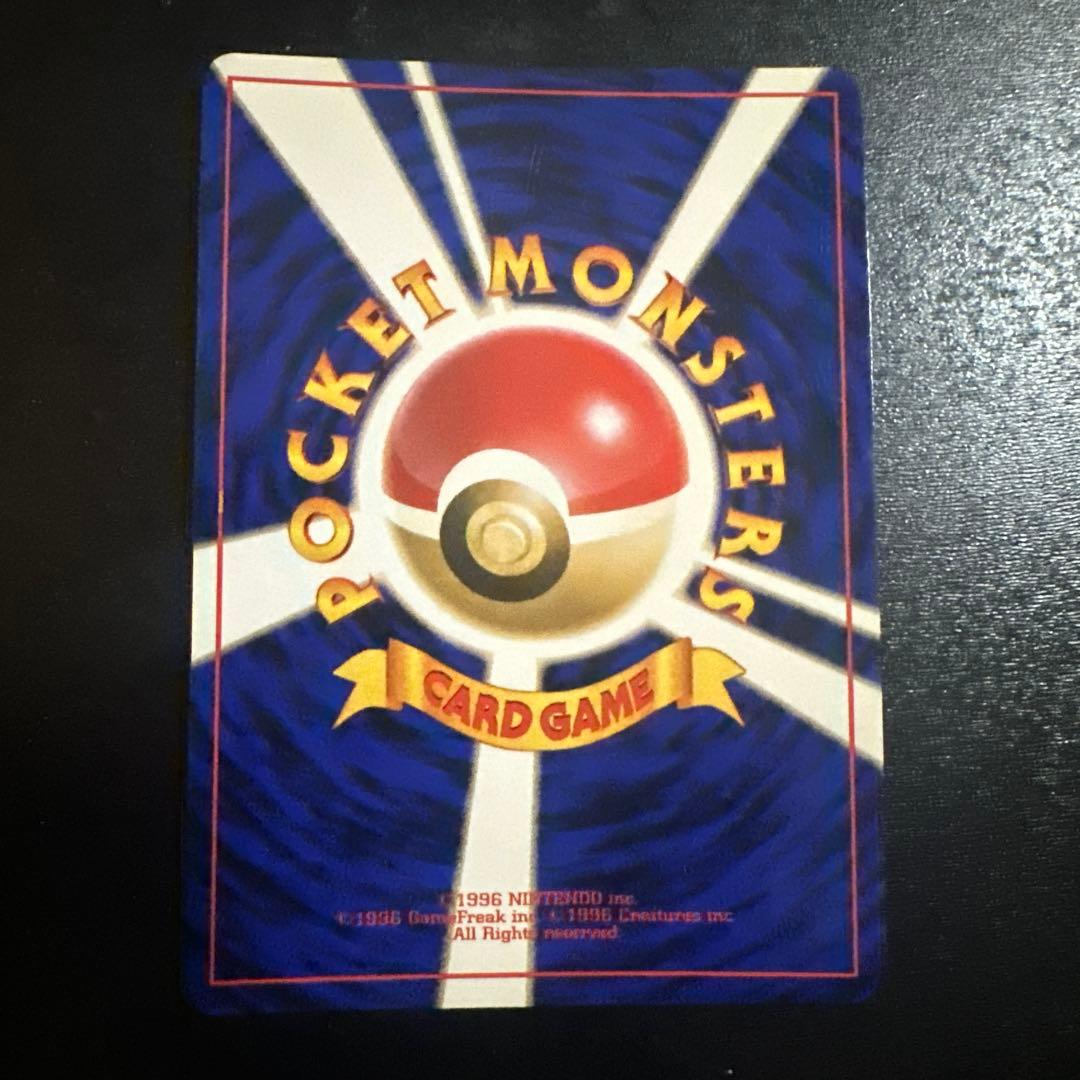 POCKET MONSTERS
CARD GAME
©1996 NINTENDO inc.
©1996 GameFreak inc. ©1996 Creatures inc.
All Rights reserved.